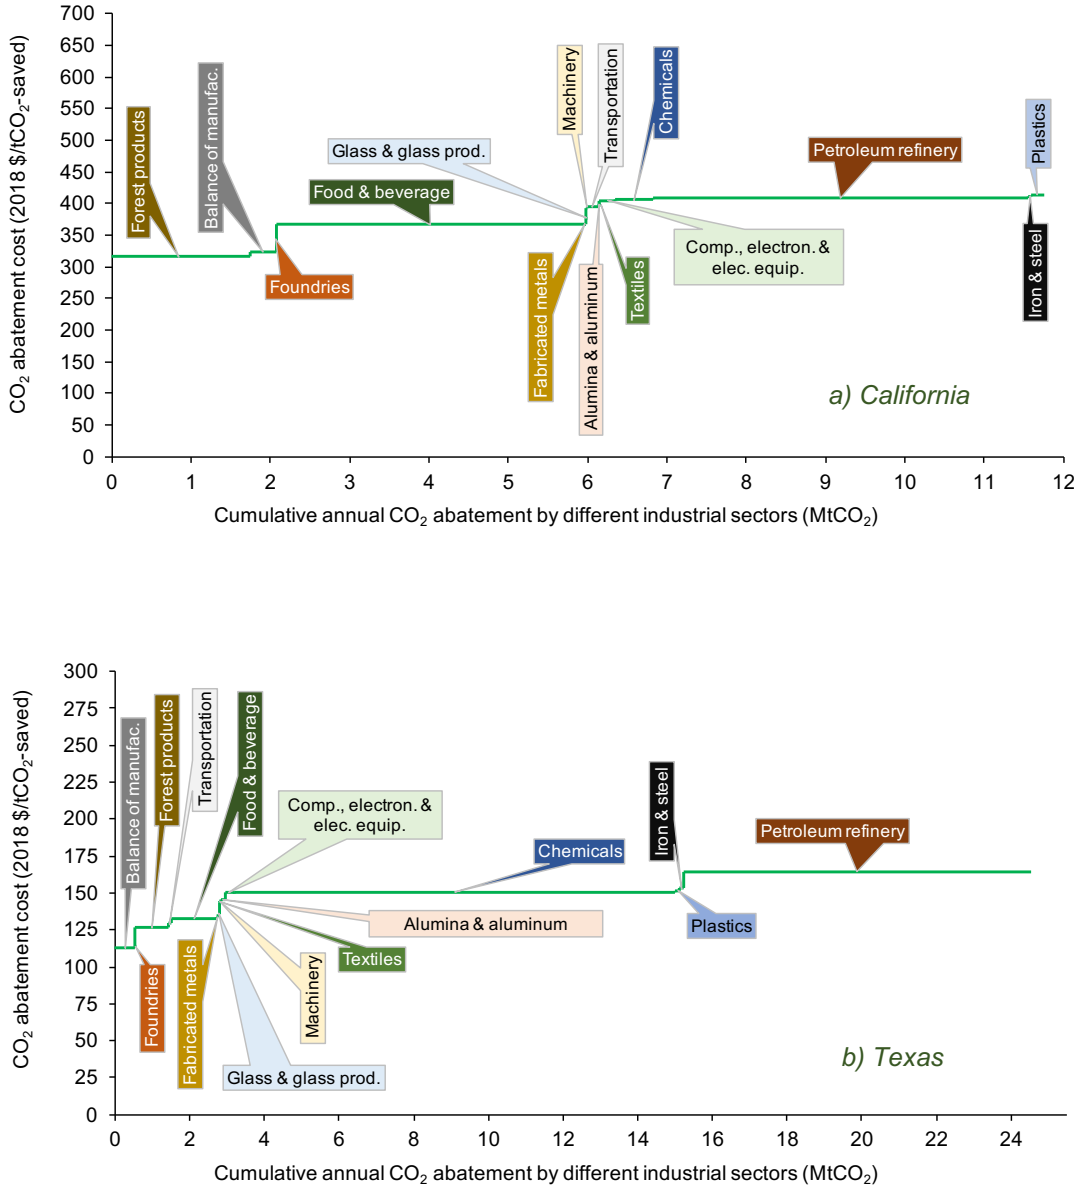 CO₂ abatement cost (2018 $/tCO₂-saved)
700
650
600
550
500
450
400
350
300
250
200
150
100
50
0
Forest products
Balance of manufac.
Foundries
Glass & glass prod.
Food & beverage
Machinery
Transportation
Chemicals
Fabricated metals
Alumina & aluminum
Textiles
Comp., electron. &
elec. equip.
Petroleum refinery
Plastics
Iron & steel
a) California
0 1 2 3 4 5 6 7 8 9 10 11 12
Cumulative annual CO₂ abatement by different industrial sectors (MtCO₂)
CO₂ abatement cost (2018 $/tCO₂-saved)
300
275
250
225
200
175
150
125
100
75
50
25
0
Balance of manufac.
Forest products
Transportation
Food & beverage
Comp., electron. &
elec. equip.
Chemicals
Iron & steel
Petroleum refinery
Plastics
Alumina & aluminum
Textiles
Machinery
Foundries
Fabricated metals
Glass & glass prod.
b) Texas
0 2 4 6 8 10 12 14 16 18 20 22 24
Cumulative annual CO₂ abatement by different industrial sectors (MtCO₂)